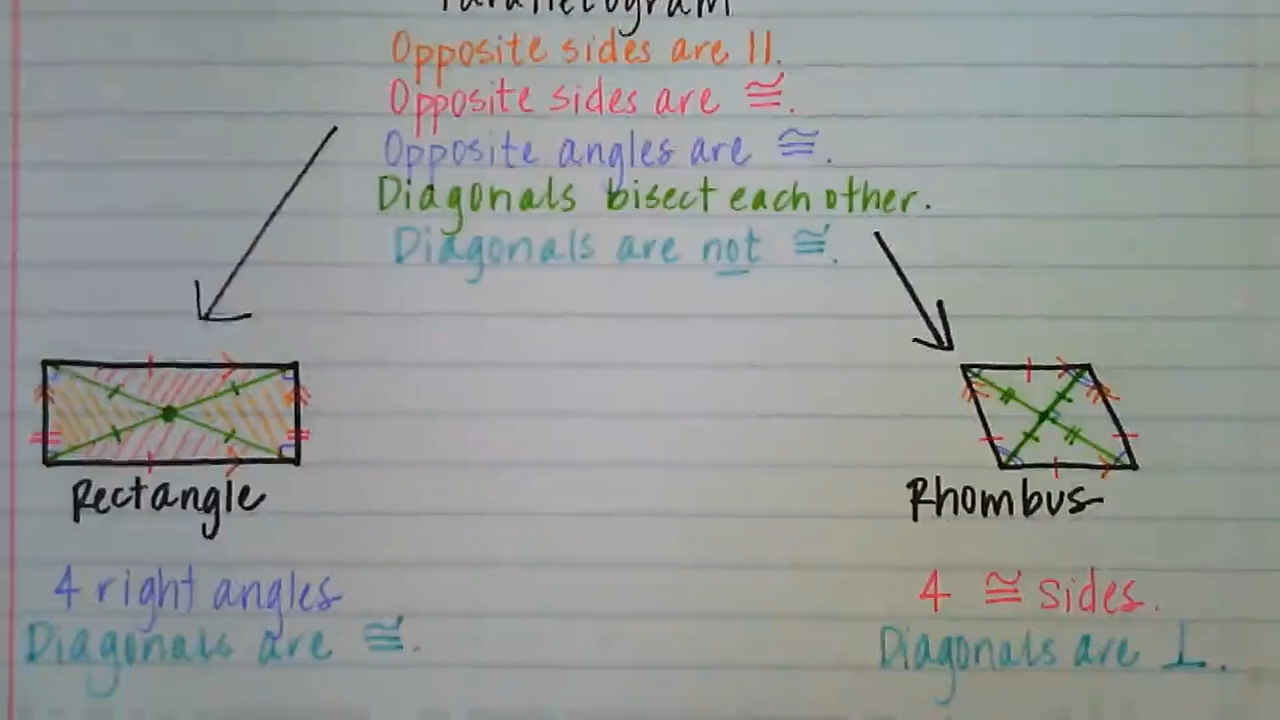 Parallelogram
Opposite sides are ||.
Opposite sides are ≅.
Opposite angles are ≅.
Diagonals bisect each other.
Diagonals are not ≅.
Rectangle
4 right angles
Diagonals are ≅.
Rhombus
4 ≅ sides.
Diagonals are ⊥.